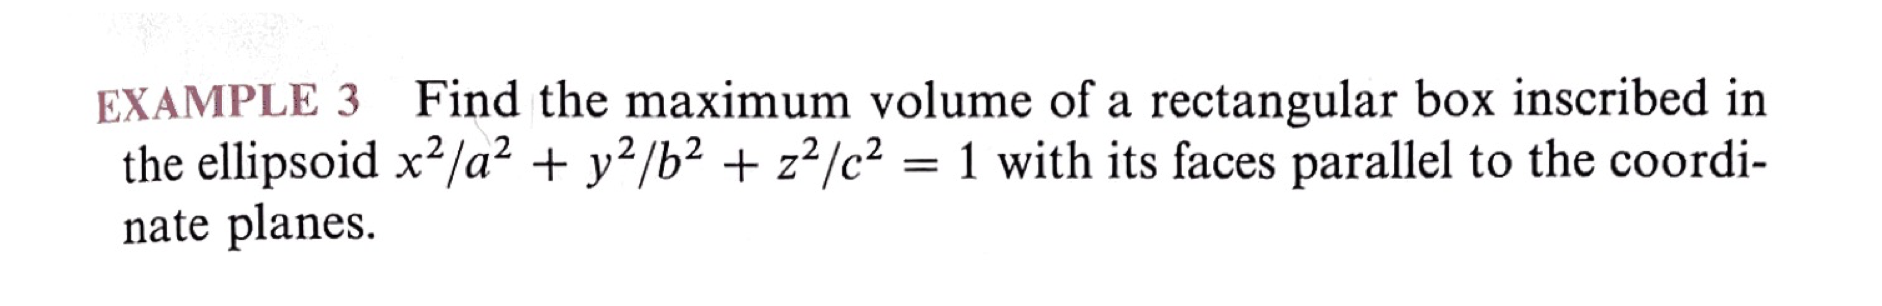 EXAMPLE 3 Find the maximum volume of a rectangular box inscribed in
the ellipsoid x²/a² + y²/b² + z²/c² = 1 with its faces parallel to the coordi-
nate planes.